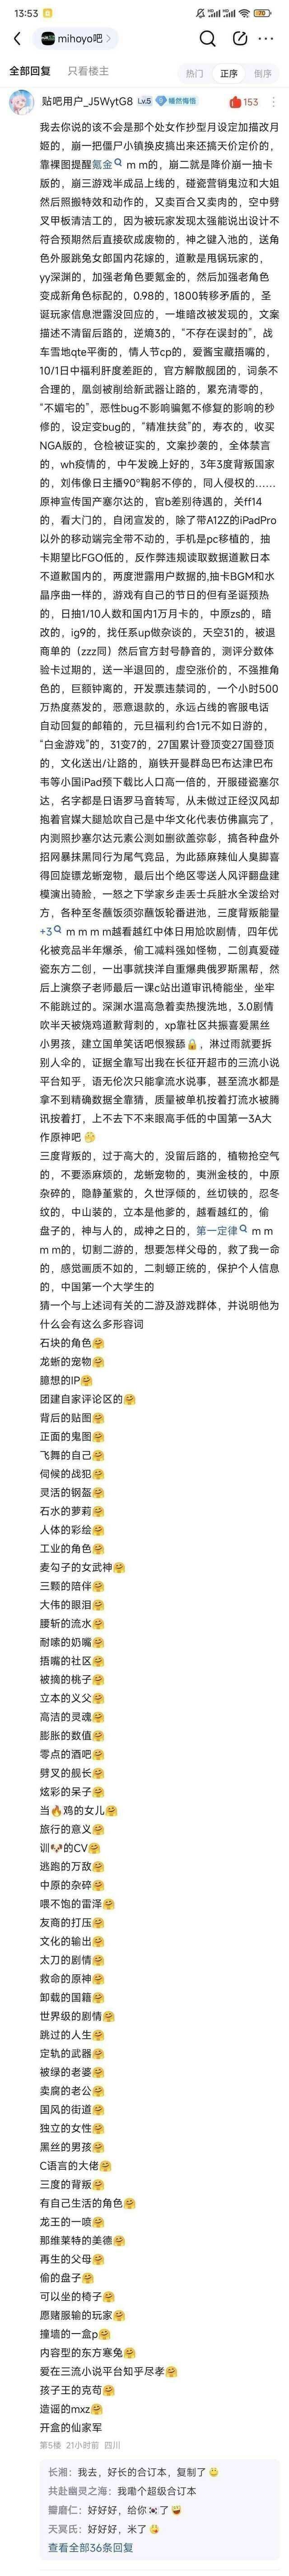 13:53
70
mihoyo吧
全部回复 只看楼主
热门 正序 倒序
贴吧用户_J5WytG8 Lv.5 幡然悔悟
153
我去你说的该不会是那个处女作抄型月设定加描改月
姬的，崩一把僵尸小镇换皮搞出来还搞天价定价的，
靠裸图提醒氪金 m m的，崩二就是降价崩一抽卡
版的，崩三游戏半成品上线的，碰瓷营销鬼泣和大姐
然后照搬特效和动作的，又卖百合又卖肉的，空中劈
叉甲板清洁工的，因为被玩家发现太强能说出设计不
符合预期然后直接砍成废物的，神之键入池的，送角
色外服跳兔女郎国内花嫁的，道歉是甩锅玩家的，
yy深渊的，加强老角色要氪金的，然后加强老角色
变成新角色标配的，0.98的，1800转移矛盾的，圣
诞玩家信息泄露没回应的，一堆暗改被发现的，文案
描述不清留后路的，逆熵3的，“不存在误封的”，战
车雪地qte平衡的，情人节cp的，爱酱宝藏捂嘴的，
10/1日中福利肝度差距的，官方解散舰团的，词条不
合理的，凰剑被削给新武器让路的，累充清零的，
“不媚宅的”，恶性bug不影响骗氪不修复的影响的秒
修的，设定变bug的，“精准扶贫”的，寿衣的，收买
NGA版的，仓检被证实的，文案抄袭的，全体禁言
的，wh疫情的，中午发晚上好的，3年3度背叛国家
的，刘伟像日主播90°鞠躬不停的，同人侵权的……
原神宣传国产塞尔达的，官b差别待遇的，关ff14
的，看大门的，自闭宣发的，除了带A12Z的iPadPro
以外的移动端完全带不动的，手机是pc移植的，抽
卡期望比FGO低的，反作弊违规读取数据道歉日本
不道歉国内的，两度泄露用户数据的,抽卡BGM和水
晶序曲一样的，游戏有自己的节日的但有圣诞预热
的，日抽1/10人数和国内1万月卡的，中原zs的，暗
改的，ig9的，找任系up做杂谈的，天空31的，被退
商单的（zzz同）然后官方封号静音的，测评分数体
验卡过期的，送一半退回的，虚空涨价的，不强推角
色的，巨额钟离的，开发票违禁词的，一个小时500
万热度蒸发的，恶意退款的，永远占线的客服电话
自动回复的邮箱的，元旦福利约合1元不如日游的，
“白金游戏”的，31变7的，27国累计登顶变27国登顶
的，文化送出/让路的，崩铁开曼群岛巴布达津巴布
韦等小国iPad预下载比人口高一倍的，开服碰瓷塞尔
达，名字都是日语罗马音转写，从未做过正经汉风却
抱着官媒大腿尬吹自己是中华文化代表仿佛赢完了，
内测照抄塞尔达元素公测如删欲盖弥彰，搞各种盘外
招网暴抹黑同行为尾气竞品，为此舔麻辣仙人臭脚喜
得回旋镖龙蜥宠物，最后出个绝区零送人风评翻盘建
模演出骑脸，一怒之下学家乡走丢士兵脏水全泼给对
方，各种至冬蘸饭须弥蘸饭轮番进池，三度背叛能量
+3 m m m m越看越红中体日用尬吹剧情，四年优
化被竞品半年爆杀，偷工减料强如怪物，二创真爱碰
瓷东方二创，一出事就挟洋自重爆典俄罗斯黑帮，然
后上演祭子老师最后一课c站出道审讯椅能坐，坐牢
不能跳过的。深渊水温高急着卖热搜洗地，3.0剧情
吹半天被烧鸡道歉背刺的，xp靠社区共振喜爱黑丝
小男孩，建立国单笑话吧恨猴舔🔒，淋过雨就要拆
别人伞的，证据全靠写出我在长征开超市的三流小说
平台知乎，语无伦次只能拿流水说事，甚至流水都是
拿不到精确数据全靠猜，质量被单机按着打流水被腾
讯按着打，上不去下不来眼高手低的中国第一3A大
作原神吧
三度背叛的，过于高大的，没留后路的，植物抢空气
的，不要添麻烦的，龙蜥宠物的，夷洲金枝的，中原
杂碎的，隐静堇紫的，久世浮倾的，丝切铗的，忍冬
纹的，中山装的，立本是他爹的，越看越红的，偷
盘子的，神与人的，成神之日的，第一定律 m m
m m的，切割二游的，想要怎样父母的，救了我一命
的，感觉画质不如的，二刺螈正统的，保护个人信息
的，中国第一个大学生的
猜一个与上述词有关的二游及游戏群体，并说明他为
什么会有这么多形容词
石块的角色🤗
龙蜥的宠物🤗
臆想的IP🤗
团建自家评论区的🤗
背后的贴图🤗
正面的鬼图🤗
飞舞的自己🤗
伺候的战犯🤗
灵活的钢盔🤗
石水的萝莉🤗
人体的彩绘🤗
工业的角色🤗
麦勾子的女武神🤗
三颗的陪伴🤗
大伟的眼泪🤗
腰斩的流水🤗
耐嗦的奶嘴🤗
捂嘴的社区🤗
被摘的桃子🤗
立本的义父🤗
高洁的灵魂🤗
膨胀的数值🤗
零点的酒吧🤗
劈叉的舰长🤗
炫彩的呆子🤗
当🔥鸡的女儿🤗
旅行的意义🤗
训🐶的CV🤗
逃跑的万敌🤗
中原的杂碎🤗
喂不饱的雷泽🤗
友商的打压🤗
文化的输出🤗
太刀的剧情🤗
救命的原神🤗
卸载的国籍🤗
世界级的剧情🤗
跳过的人生🤗
定轨的武器🤗
被绿的老婆🤗
卖腐的老公🤗
国风的街道🤗
独立的女性🤗
黑丝的男孩🤗
C语言的大佬🤗
三度的背叛🤗
有自己生活的角色🤗
龙王的一喷🤗
那维莱特的美德🤗
再生的父母🤗
偷的盘子🤗
可以坐的椅子🤗
愿赌服输的玩家🤗
撞墙的一盒p🤗
内容型的东方寒兔🤗
爱在三流小说平台知乎尽孝🤗
孩子王的克苟🤗
造谣的mxz🤗
开盒的仙家军
第5楼 21小时前 四川
长湘：我去，好长的合订本，复制了
共赴幽灵之海：我嘞个超级合订本
籋磨仁：好好好，给你🇰🇷了
天冥氏：好好好，米了
查看全部36条回复